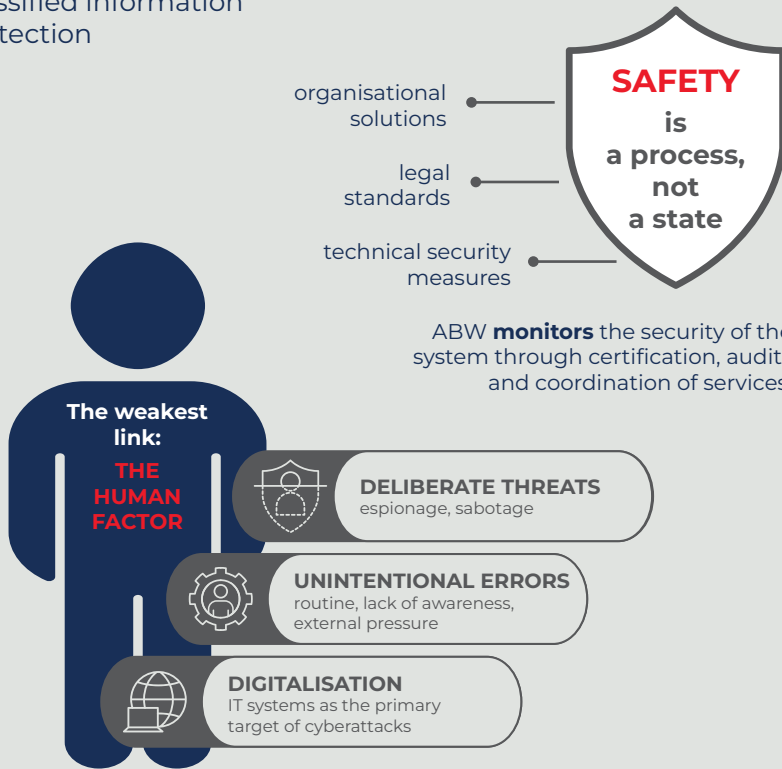 tection
organisational
solutions
legal
standards
technical security
measures
SAFETY
is
a process,
not
a state
ABW monitors the security of the
system through certification, audit
and coordination of services
The weakest
link:
THE
HUMAN
FACTOR
DELIBERATE THREATS
espionage, sabotage
UNINTENTIONAL ERRORS
routine, lack of awareness,
external pressure
DIGITALISATION
IT systems as the primary
target of cyberattacks